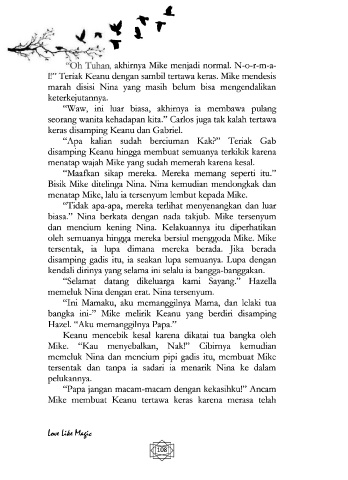 "Oh Tuhan, akhirnya Mike menjadi normal. N-o-r-m-a-
l!" Teriak Keanu dengan sambil tertawa keras. Mike mendesis
marah disisi Nina yang masih belum bisa mengendalikan
keterkejutannya.
"Waw, ini luar biasa, akhirnya ia membawa pulang
seorang wanita kehadapan kita." Carlos juga tak kalah tertawa
keras disamping Keanu dan Gabriel.
"Apa kalian sudah berciuman Kak?" Teriak Gab
disamping Keanu hingga membuat semuanya terkikik karena
menatap wajah Mike yang sudah memerah karena kesal.
"Maafkan sikap mereka. Mereka memang seperti itu."
Bisik Mike ditelinga Nina. Nina kemudian mendongkak dan
menatap Mike, lalu ia tersenyum lembut kepada Mike.
"Tidak apa-apa, mereka terlihat menyenangkan dan luar
biasa." Nina berkata dengan nada takjub. Mike tersenyum
dan mencium kening Nina. Kelakuannya itu diperhatikan
oleh semuanya hingga mereka bersiul menggoda Mike. Mike
tersentak, ia lupa dimana mereka berada. Jika berada
disamping gadis itu, ia seakan lupa semuanya. Lupa dengan
kendali dirinya yang selama ini selalu ia bangga-banggakan.
"Selamat datang dikeluarga kami Sayang." Hazella
memeluk Nina dengan erat. Nina tersenyum.
"Ini Mamaku, aku memanggilnya Mama, dan lelaki tua
bangka ini-" Mike melirik Keanu yang berdiri disamping
Hazel. "Aku memanggilnya Papa."
Keanu mencebik kesal karena dikatai tua bangka oleh
Mike. "Kau menyebalkan, Nak!" Cibirnya kemudian
memeluk Nina dan mencium pipi gadis itu, membuat Mike
tersentak dan tanpa ia sadari ia menarik Nina ke dalam
pelukannya.
"Papa jangan macam-macam dengan kekasihku!" Ancam
Mike membuat Keanu tertawa keras karena merasa telah
Love Like Magic
108